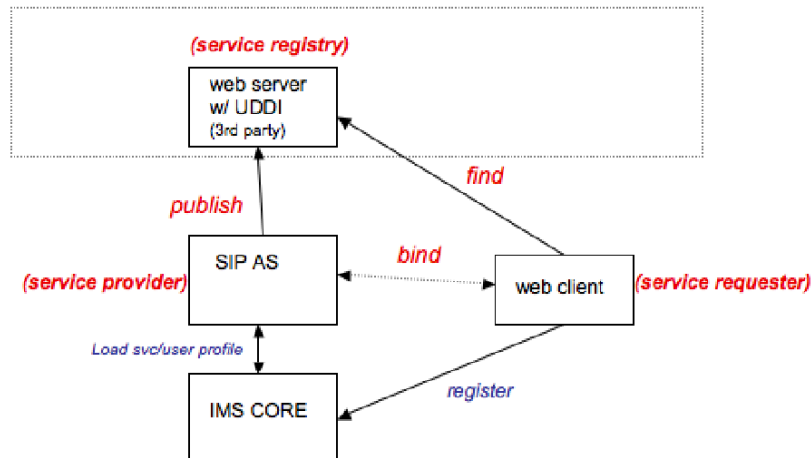 (service registry)
web server
w/ UDDI
(3rd party)
find
publish
SIP AS
bind
(service provider)
web client
(service requester)
Load svc/user profile
register
IMS CORE